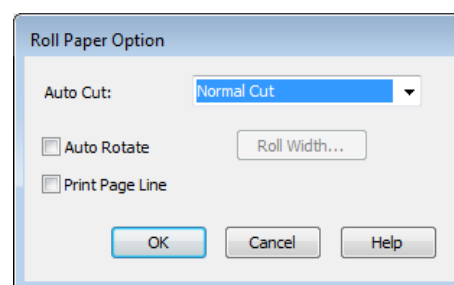 Roll Paper Option
Auto Cut: Normal Cut
Auto Rotate Roll Width...
Print Page Line
OK Cancel Help